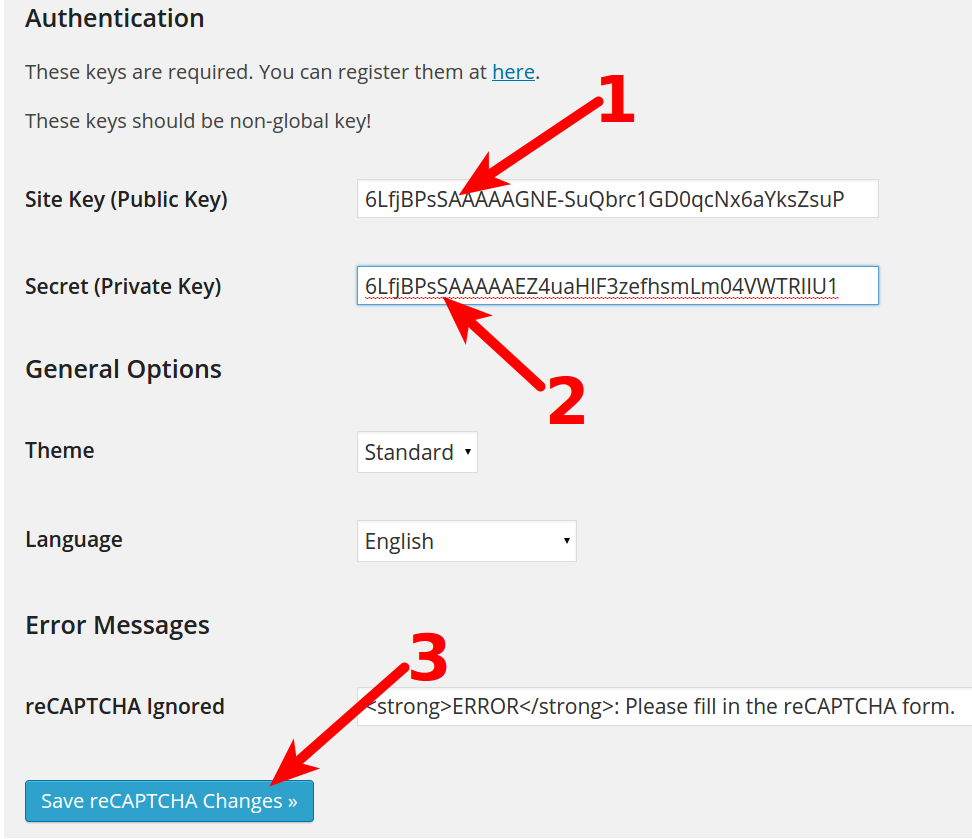 Authentication
These keys are required. You can register them at here.
1
These keys should be non-global key!
Site Key (Public Key) 6LfjBPsSAAAAAGNE-SuQbrc1GD0qcNx6aYksZsuP
Secret (Private Key) 6LfjBPsSAAAAAEZ4uaHIF3zefhsmLm04VWTRIIU1
General Options
2
Theme Standard
Language English
Error Messages
3
reCAPTCHA Ignored <strong>ERROR</strong>: Please fill in the reCAPTCHA form.
Save reCAPTCHA Changes »